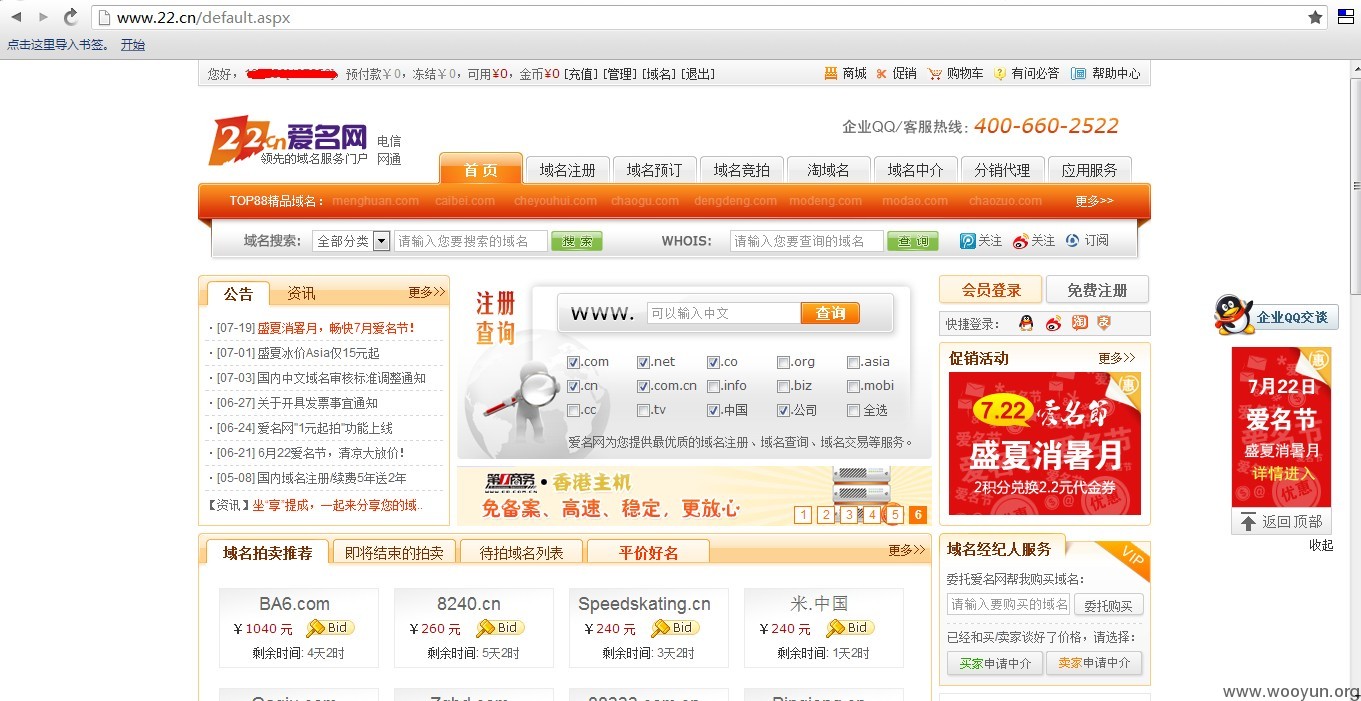 www.22.cn/default.aspx
点击这里导入书签。 开始
您好， 预付款￥0，冻结￥0，可用¥0，金币¥0 [充值] [管理] [域名] [退出]
商城 促销 购物车 有问必答 帮助中心
22.cn 爱名网 电信
领先的域名服务门户 网通
企业QQ/客服热线：400-660-2522
首 页 域名注册 域名预订 域名竞拍 淘域名 域名中介 分销代理 应用服务
TOP88精品域名： menghuan.com caibei.com cheyouhui.com chaogu.com dengdeng.com modeng.com modao.com chaozuo.com 更多>>
域名搜索： 全部分类 请输入您要搜索的域名 搜 索 WHOIS: 请输入您要查询的域名 查 询 关注 关注 订阅
公告 资讯 更多>>
· [07-19] 盛夏消暑月，畅快7月爱名节！
· [07-01] 盛夏冰价Asia仅15元起
· [07-03] 国内中文域名审核标准调整通知
· [06-27] 关于开具发票事宜通知
· [06-24] 爱名网"1元起拍"功能上线
· [06-21] 6月22爱名节，清凉大放价！
· [05-08] 国内域名注册/续费5年送2年
【资讯】坐"享"提成，一起来分享您的域..
注册
查询
www. 可以输入中文 查询
.com .net .co .org .asia
.cn .com.cn .info .biz .mobi
.cc .tv .中国 .公司 全选
爱名网为您提供最优质的域名注册、域名查询、域名交易等服务。
第一商务 • 香港主机
免备案、高速、稳定，更放心
1 2 3 4 5 6
会员登录 免费注册
快捷登录：
促销活动 更多>>
惠
7.22 爱名節
盛夏消暑月
2积分兑换2.2元代金券
企业QQ交谈
惠
7月22日
爱名节
盛夏消暑月
详情进入
返回顶部
收起
域名拍卖推荐 即将结束的拍卖 待拍域名列表 平价好名 更多>>
BA6.com 8240.cn Speedskating.cn 米.中国
￥1040 元 Bid ￥260 元 Bid ￥240 元 Bid ￥240 元 Bid
剩余时间: 4天2时 剩余时间: 5天2时 剩余时间: 3天2时 剩余时间: 1天2时
域名经纪人服务 VIP
委托爱名网帮我购买域名：
请输入要购买的域名 委托购买
已经和买/卖家谈好了价格，请选择：
买家申请中介 卖家申请中介
www.wooyun.org